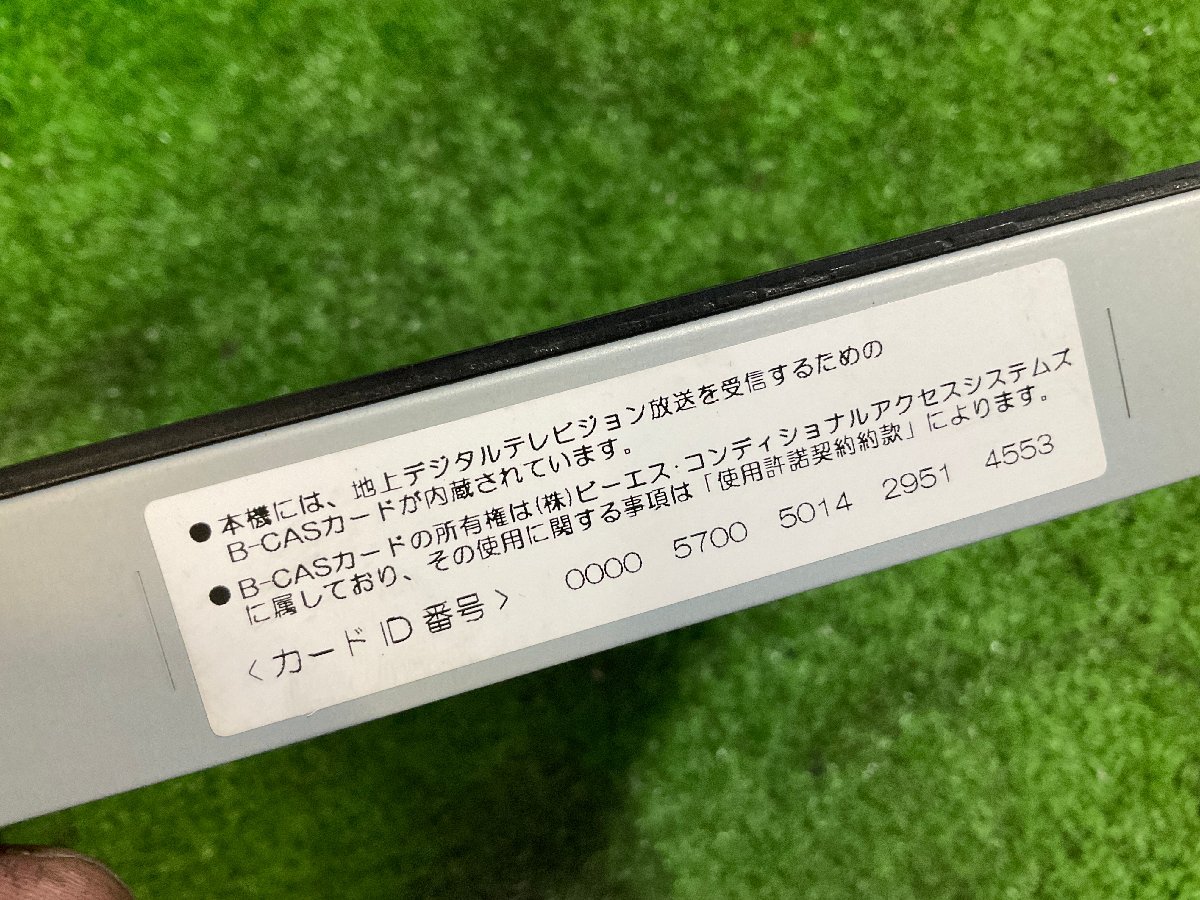 ●本機には、地上デジタルテレビジョン放送を受信するための
B-CASカードが内蔵されています。
●B-CASカードの所有権は(株)ビーエス・コンディショナルアクセスシステムズ
に属しており、その使用に関する事項は「使用許諾契約約款」によります。
<カード ID 番号> 0000 5700 5014 2951 4553